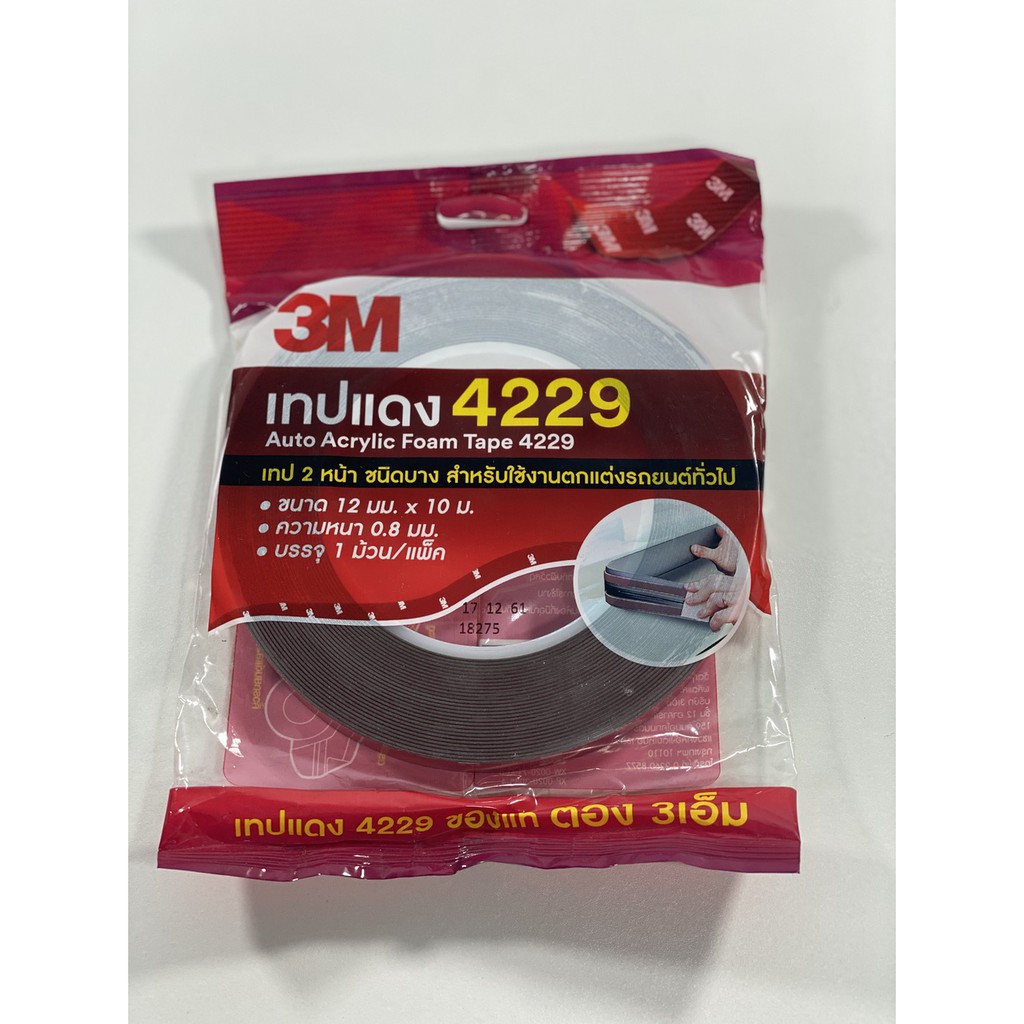 3M
3M
3M
3M
เทปแดง 4229
Auto Acrylic Foam Tape 4229
เทป 2 หน้า ชนิดบาง สำหรับใช้งานตกแต่งรถยนต์ทั่วไป
ขนาด 12 มม. x 10 ม.
ความหนา 0.8 มม.
บรรจุ 1 ม้วน/แพ็ค
3M
17 12 61
18275
เทปแดง 4229 ของแท้ ต้อง 3เอ็ม